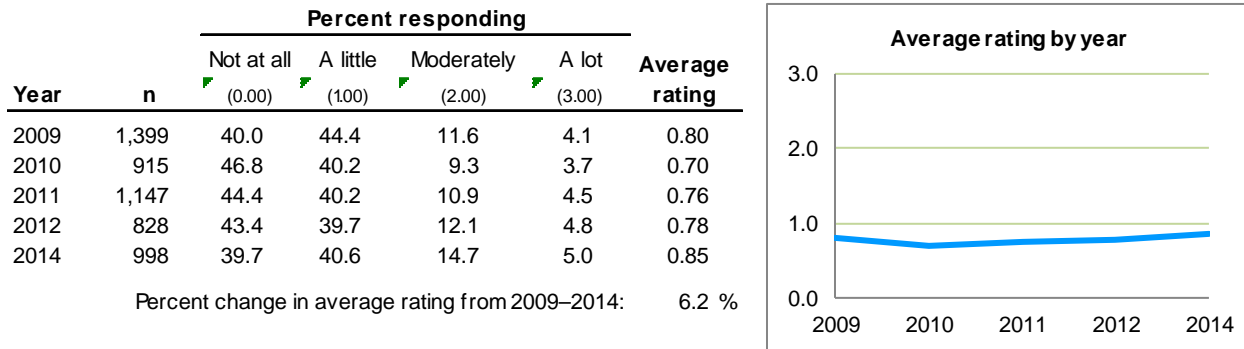 Percent responding
Not at all A little Moderately A lot Average
Year n (0.00) (1.00) (2.00) (3.00) rating
2009 1,399 40.0 44.4 11.6 4.1 0.80
2010 915 46.8 40.2 9.3 3.7 0.70
2011 1,147 44.4 40.2 10.9 4.5 0.76
2012 828 43.4 39.7 12.1 4.8 0.78
2014 998 39.7 40.6 14.7 5.0 0.85
Percent change in average rating from 2009–2014: 6.2 %
Average rating by year
3.0
2.0
1.0
0.0
2009 2010 2011 2012 2014